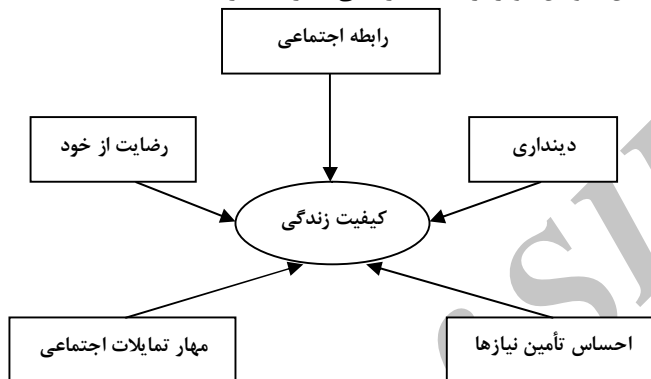 رابطه اجتماعی
دینداری
رضایت از خود
کیفیت زندگی
احساس تأمین نیازها
مهار تمایلات اجتماعی